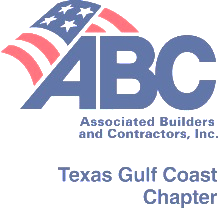 ABC
Associated Builders
and Contractors, Inc.
Texas Gulf Coast
Chapter